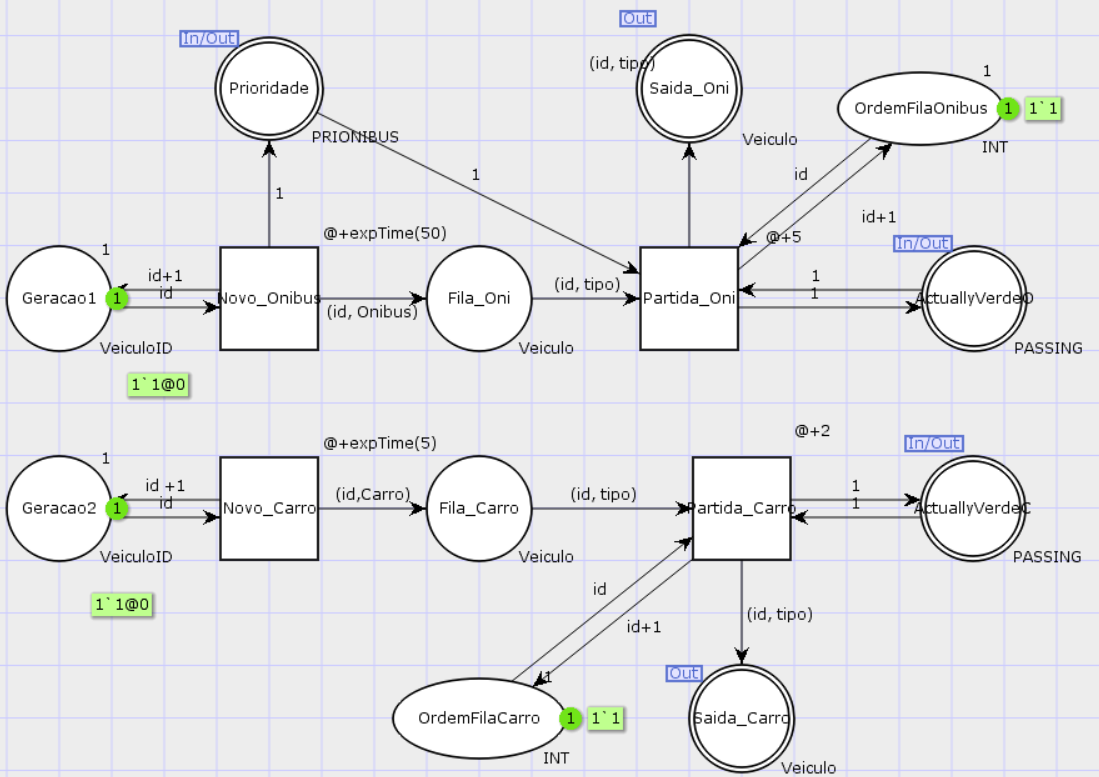 Out
In/Out
(id, tipo)
1
Prioridade
Saida_Oni
OrdemFilaOnibus
1
1`1
PRIONIBUS
Veiculo
INT
1
id
1
id+1
@+expTime(50)
@+5
In/Out
1
id+1
id
(id, tipo)
1
1
Geracao1
1
Novo_Onibus
(id, Onibus)
Fila_Oni
Partida_Oni
ActuallyVerdeO
VeiculoID
Veiculo
PASSING
1`1@0
@+2
@+expTime(5)
In/Out
1
id +1
id
(id,Carro)
(id, tipo)
1
1
Geracao2
1
Novo_Carro
Fila_Carro
Partida_Carro
ActuallyVerdeC
VeiculoID
Veiculo
PASSING
1`1@0
id
id+1
(id, tipo)
Out
1
OrdemFilaCarro
1
1`1
Saida_Carro
INT
Veiculo